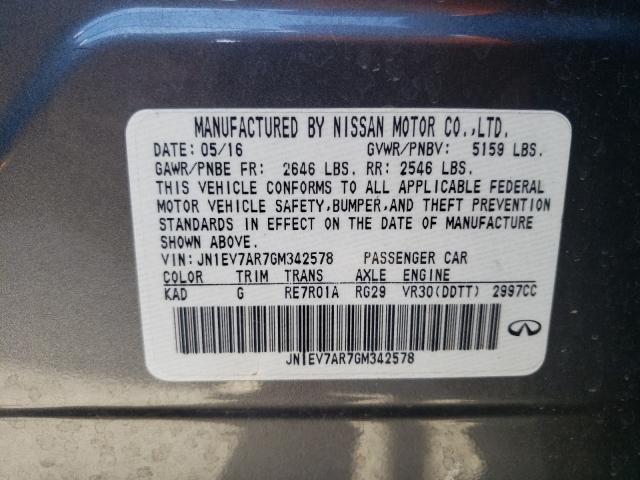 MANUFACTURED BY NISSAN MOTOR CO.,LTD.
DATE: 05/16 GVWR/PNBV: 5159 LBS.
GAWR/PNBE FR: 2646 LBS. RR: 2546 LBS.
THIS VEHICLE CONFORMS TO ALL APPLICABLE FEDERAL
MOTOR VEHICLE SAFETY,BUMPER,AND THEFT PREVENTION
STANDARDS IN EFFECT ON THE DATE OF MANUFACTURE
SHOWN ABOVE.
VIN: JN1EV7AR7GM342578 PASSENGER CAR
COLOR TRIM TRANS AXLE ENGINE
KAD G RE7R01A RG29 VR30(DDTT) 2997CC
JN1EV7AR7GM342578